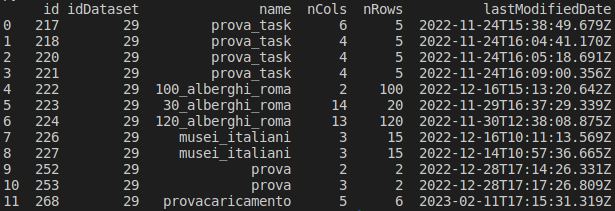 id idDataset name nCols nRows lastModifiedDate
0 217 29 prova_task 6 5 2022-11-24T15:38:49.679Z
1 218 29 prova_task 4 5 2022-11-24T16:04:41.170Z
2 220 29 prova_task 4 5 2022-11-24T16:05:18.691Z
3 221 29 prova_task 4 5 2022-11-24T16:09:00.356Z
4 222 29 100_alberghi_roma 2 100 2022-12-16T15:13:20.642Z
5 223 29 30_alberghi_roma 14 20 2022-11-29T16:37:29.339Z
6 224 29 120_alberghi_roma 13 120 2022-11-30T12:38:08.875Z
7 226 29 musei_italiani 3 15 2022-12-16T10:11:13.569Z
8 227 29 musei_italiani 3 15 2022-12-14T10:57:36.665Z
9 252 29 prova 2 2 2022-12-28T17:14:26.331Z
10 253 29 prova 3 2 2022-12-28T17:17:26.809Z
11 268 29 provacaricamento 5 6 2023-02-11T17:15:31.319Z